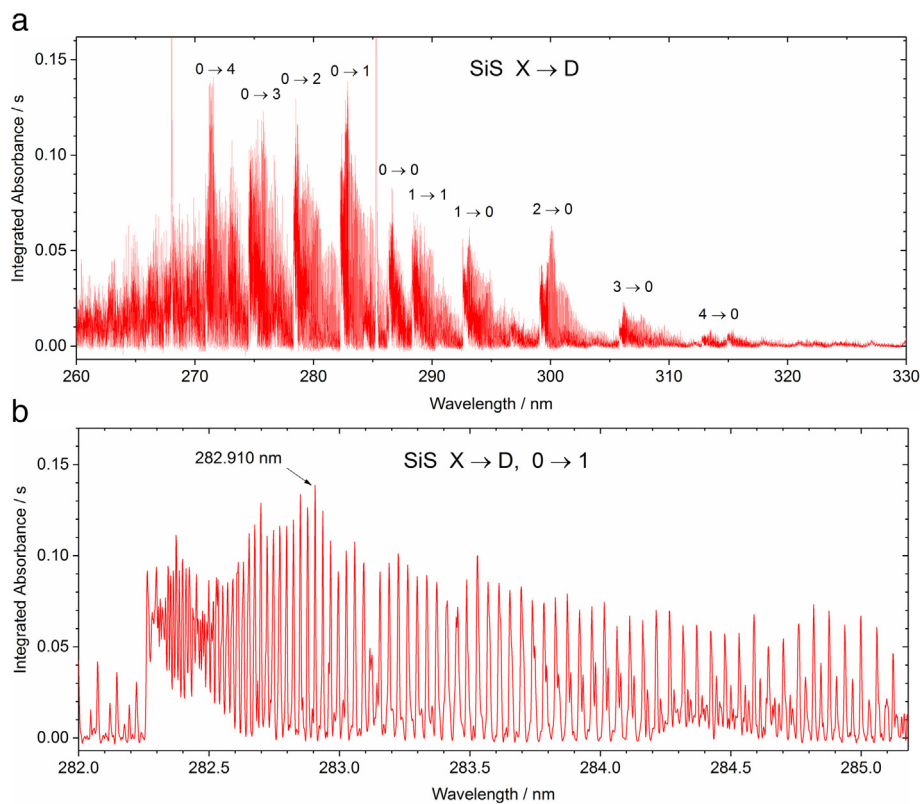 a
SiS X → D
0 → 4
0 → 3
0 → 2
0 → 1
0 → 0
1 → 1
1 → 0
2 → 0
3 → 0
4 → 0
Integrated Absorbance / s
0.15
0.10
0.05
0.00
260 270 280 290 300 310 320 330
Wavelength / nm
b
282.910 nm
SiS X → D, 0 → 1
Integrated Absorbance / s
0.15
0.10
0.05
0.00
282.0 282.5 283.0 283.5 284.0 284.5 285.0
Wavelength / nm